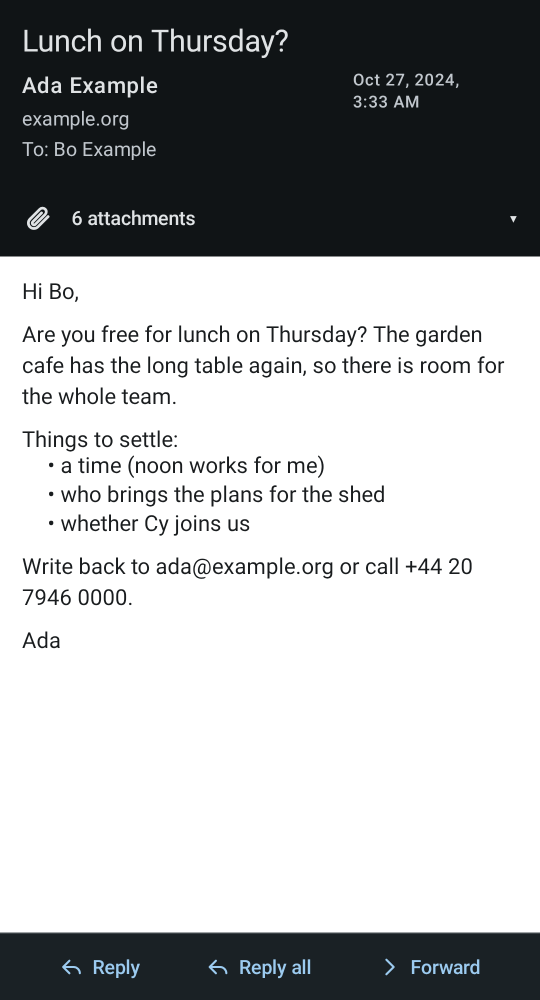 Lunch on Thursday?
Ada Example
Oct 27, 2024,
3:33 AM
example.org
To: Bo Example
6 attachments
Hi Bo,
Are you free for lunch on Thursday? The garden
cafe has the long table again, so there is room for
the whole team.
Things to settle:
• a time (noon works for me)
• who brings the plans for the shed
• whether Cy joins us
Write back to ada@example.org or call +44 20
7946 0000.
Ada
Reply
Reply all
Forward